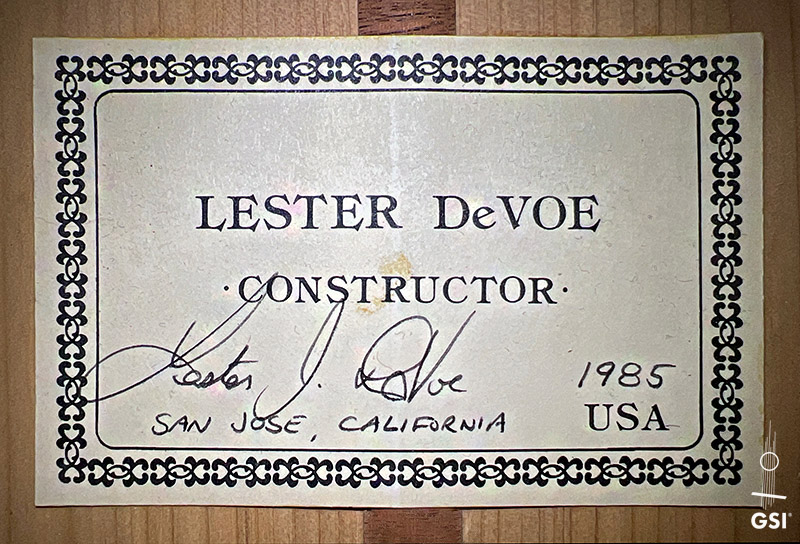 LESTER DeVOE
·CONSTRUCTOR·
Lester J. DeVoe 1985
SAN JOSE, CALIFORNIA USA
GSI®